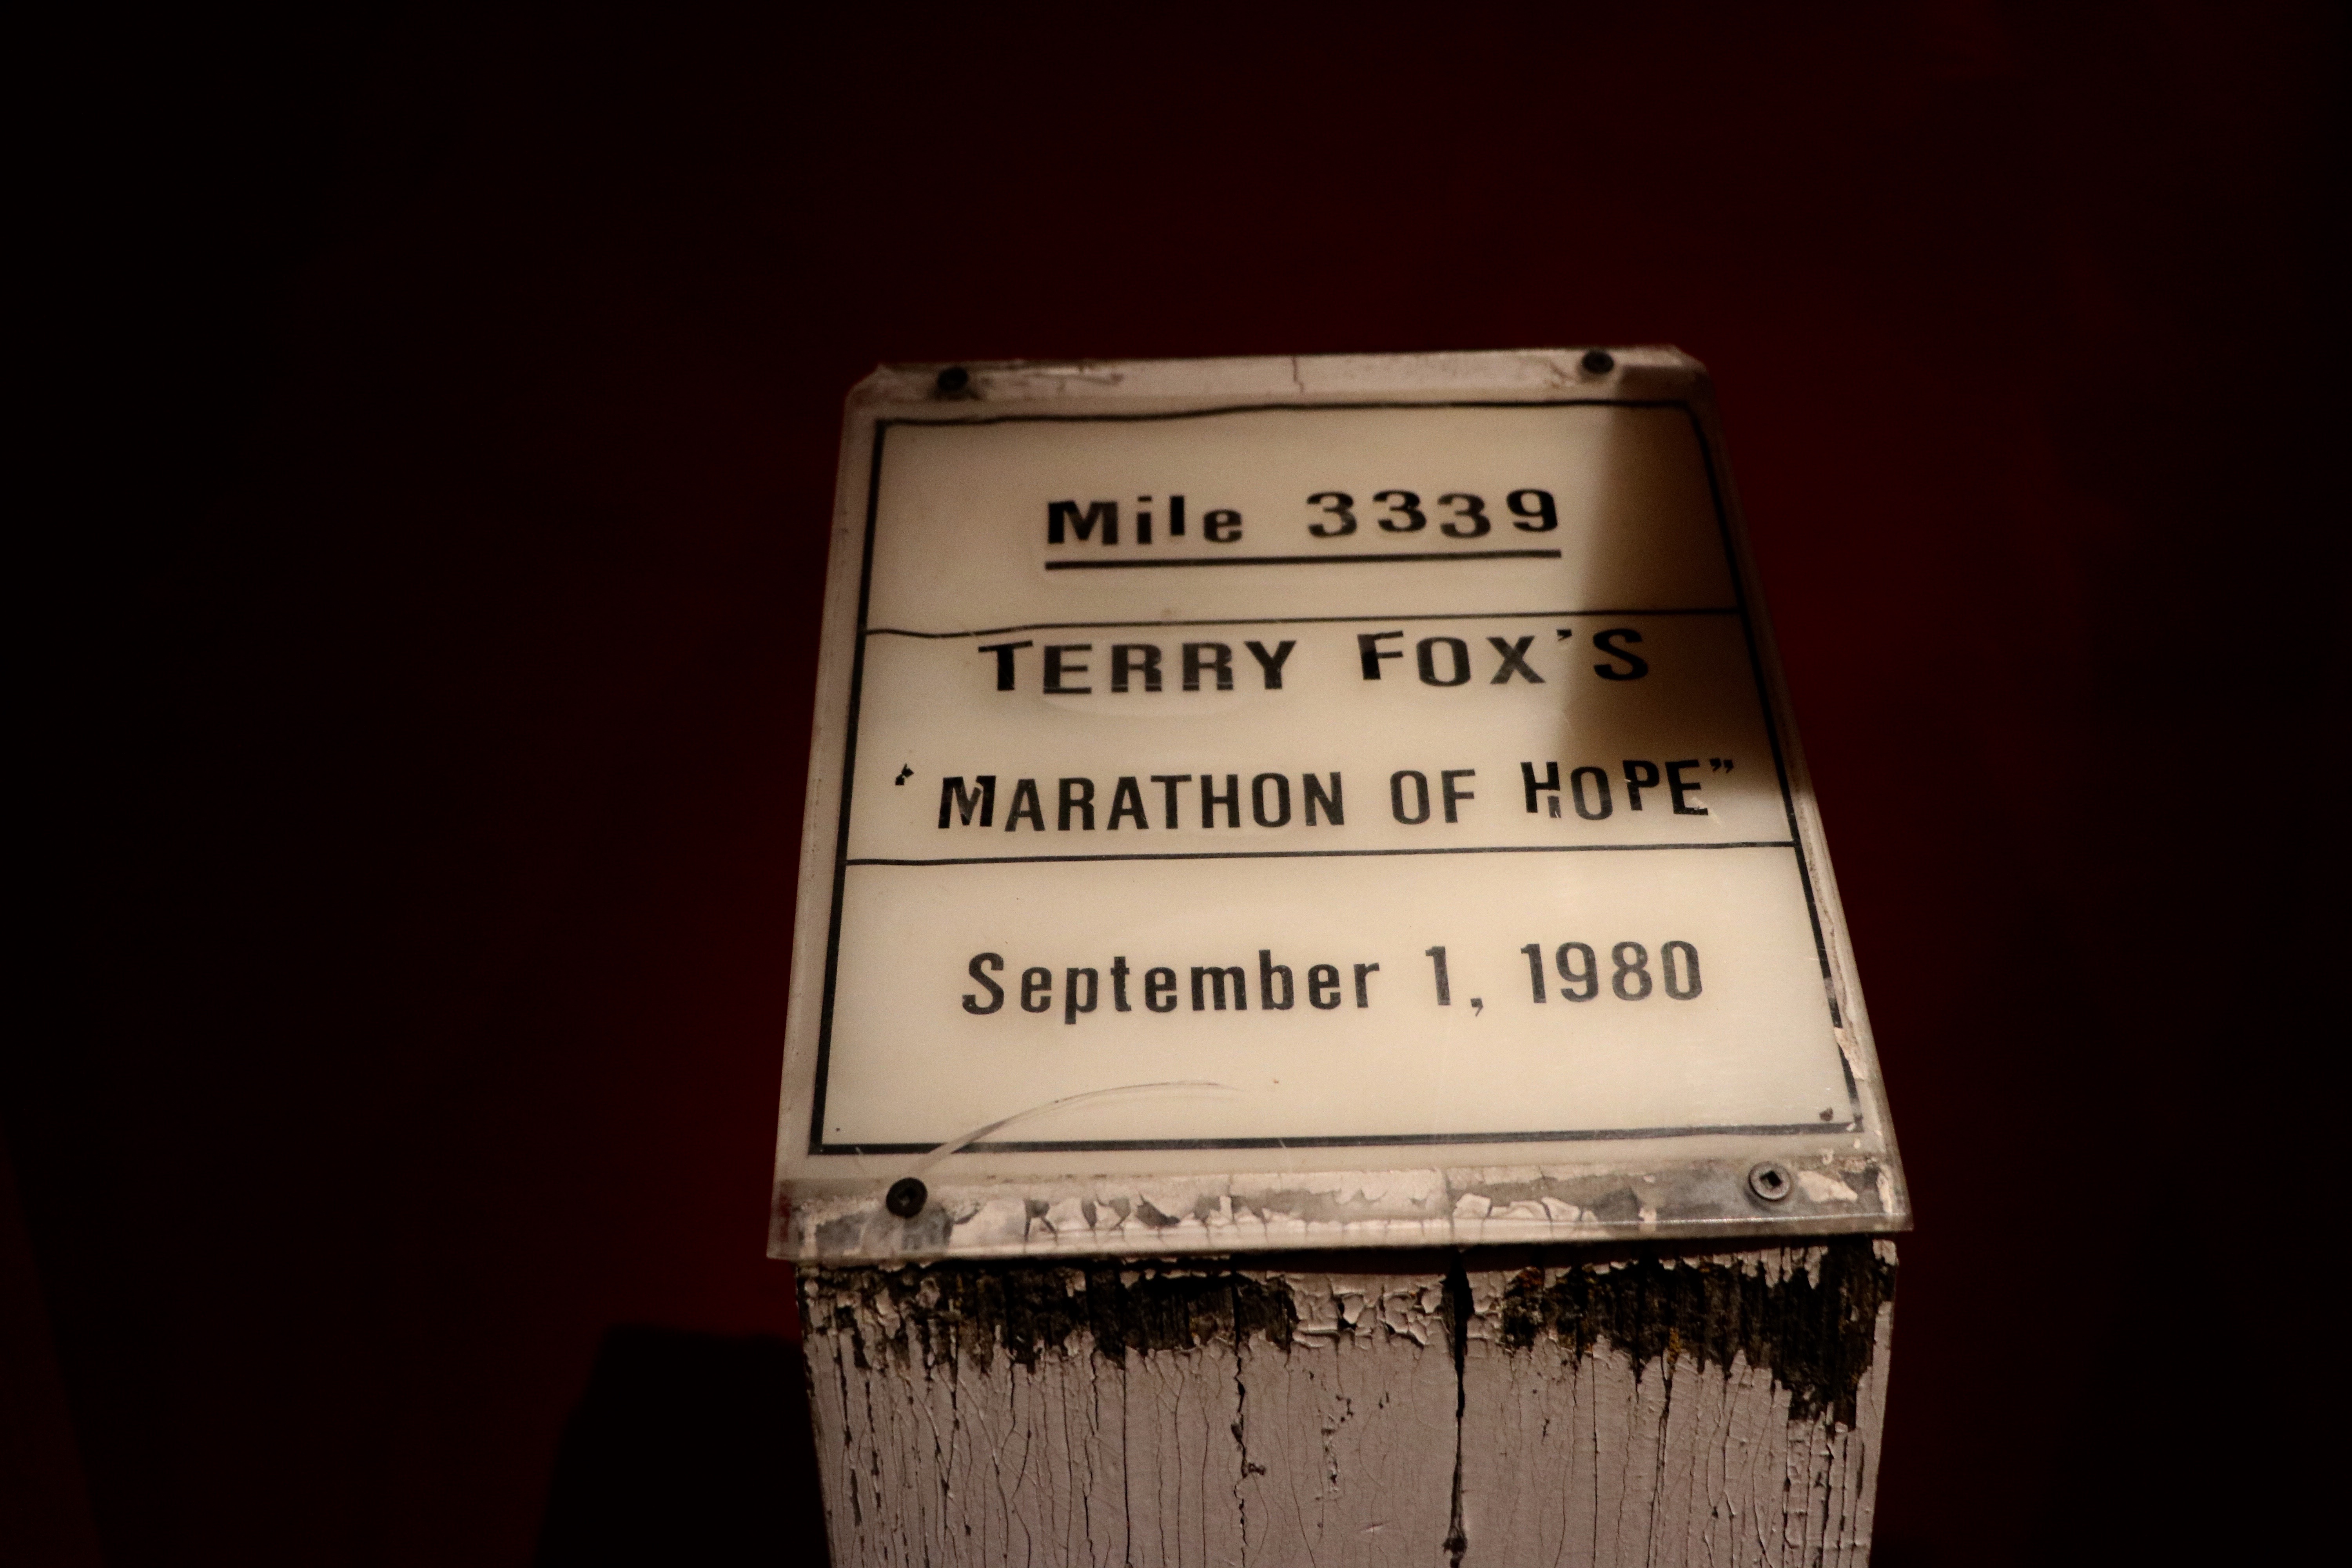 Mile 3339
TERRY FOX'S
"MARATHON OF HOPE"
September 1, 1980